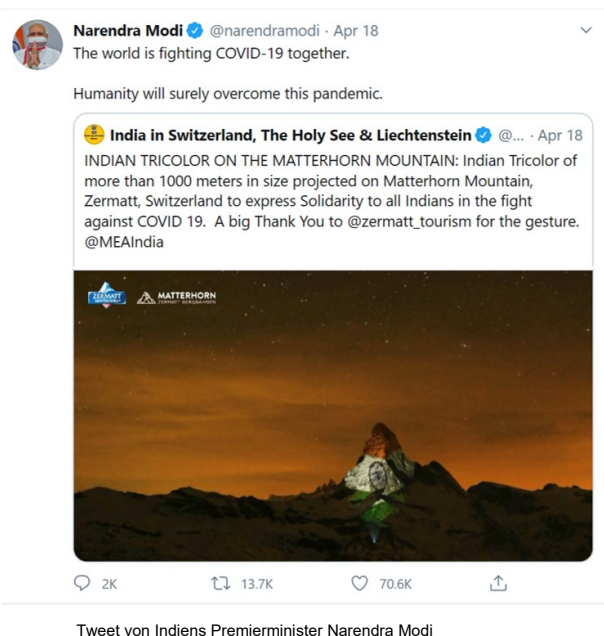 Narendra Modi @narendramodi · Apr 18
The world is fighting COVID-19 together.
Humanity will surely overcome this pandemic.
India in Switzerland, The Holy See & Liechtenstein @... · Apr 18
INDIAN TRICOLOR ON THE MATTERHORN MOUNTAIN: Indian Tricolor of
more than 1000 meters in size projected on Matterhorn Mountain,
Zermatt, Switzerland to express Solidarity to all Indians in the fight
against COVID 19. A big Thank You to @zermatt_tourism for the gesture.
@MEAIndia
ZERMATT
MATTERHORN
ZERMATT BERGBAHNEN
2K 13.7K 70.6K
Tweet von Indiens Premierminister Narendra Modi